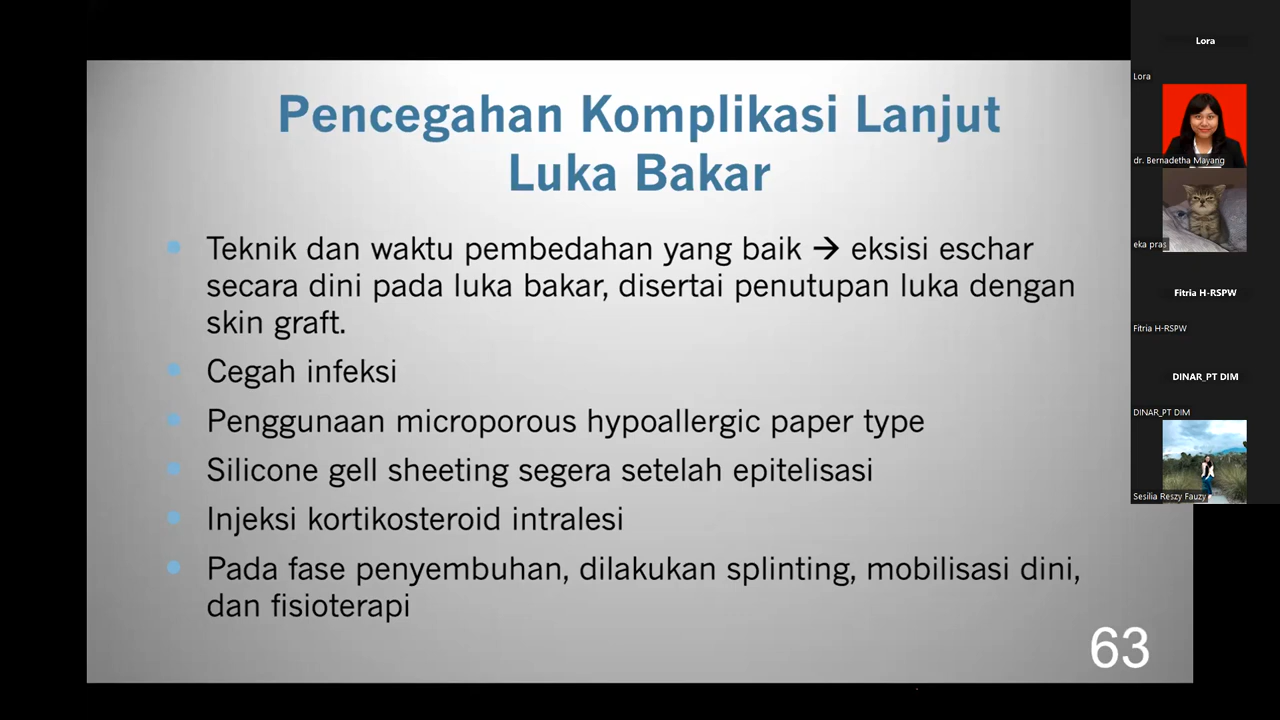 Pencegahan Komplikasi Lanjut
Luka Bakar
• Teknik dan waktu pembedahan yang baik → eksisi eschar
secara dini pada luka bakar, disertai penutupan luka dengan
skin graft.
• Cegah infeksi
• Penggunaan microporous hypoallergic paper type
• Silicone gell sheeting segera setelah epitelisasi
• Injeksi kortikosteroid intralesi
• Pada fase penyembuhan, dilakukan splinting, mobilisasi dini,
dan fisioterapi
63
Lora
Lora
dr. Bernadetha Mayang
eka pras
Fitria H-RSPW
Fitria H-RSPW
DINAR_PT DIM
DINAR_PT DIM
Sesilia Reszy Fauzy